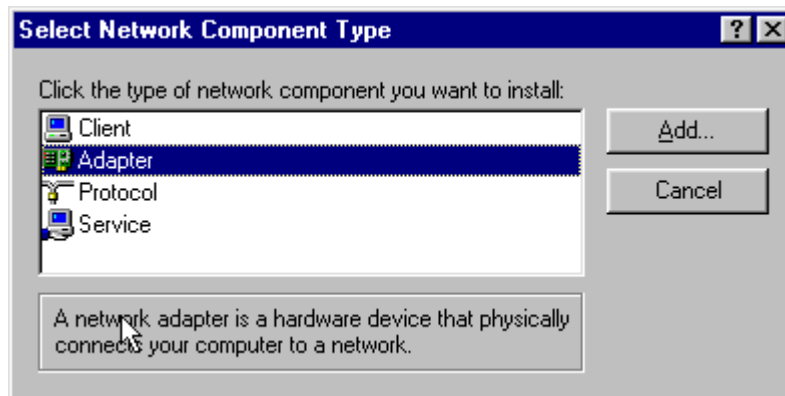 Select Network Component Type
Click the type of network component you want to install:
Client
Adapter
Protocol
Service
Add...
Cancel
A network adapter is a hardware device that physically
connects your computer to a network.